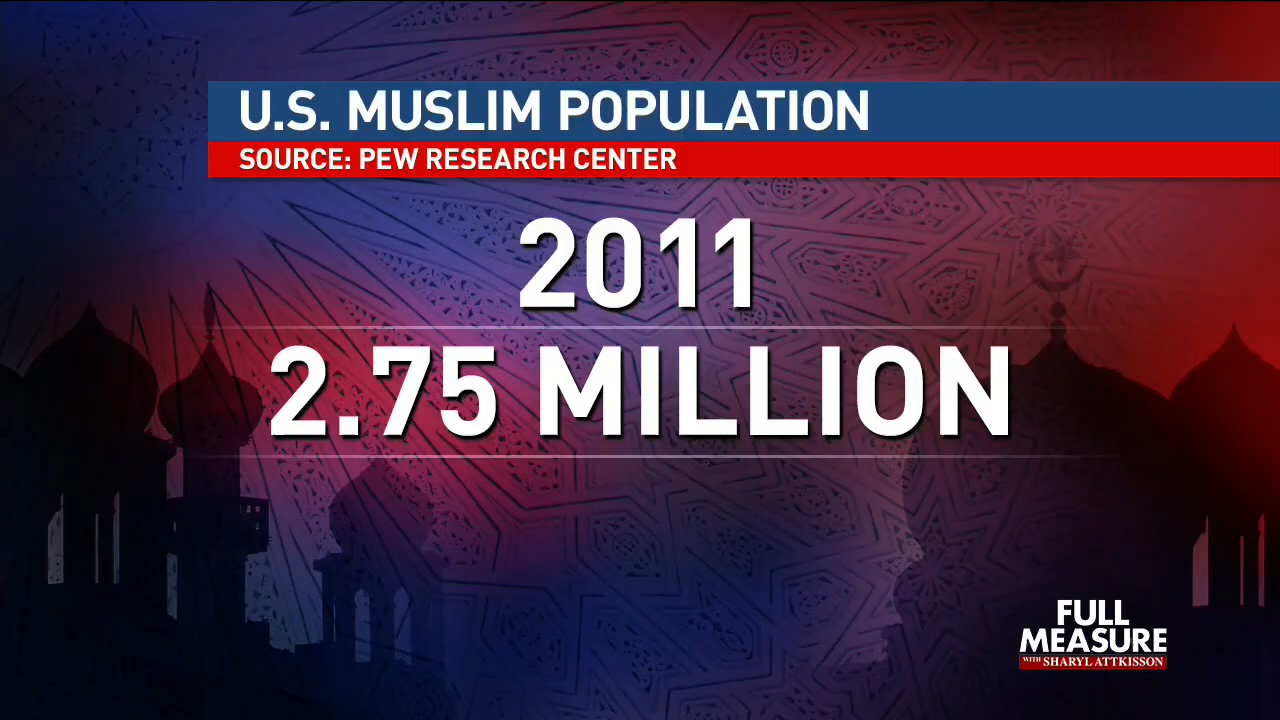 U.S. MUSLIM POPULATION
SOURCE: PEW RESEARCH CENTER
2011
2.75 MILLION
FULL
MEASURE
WITH SHARYL ATTKISSON